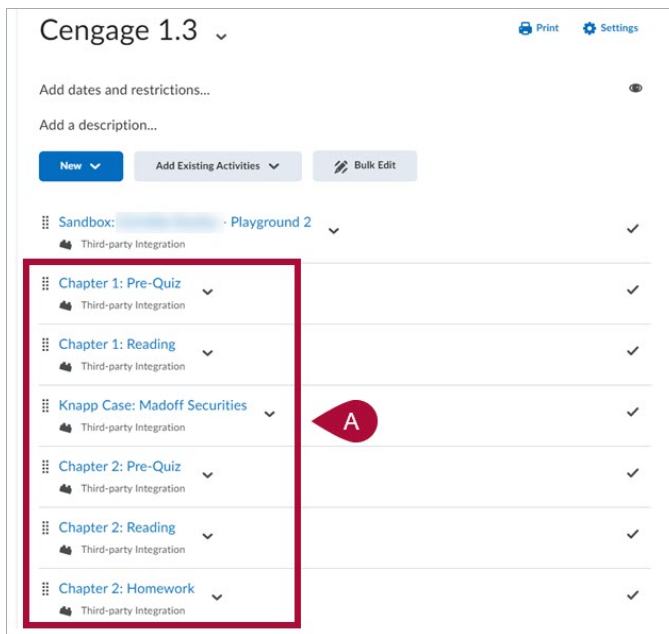 Cengage 1.3
Print Settings
Add dates and restrictions...
Add a description...
New Add Existing Activities Bulk Edit
Sandbox: · Playground 2
Third-party Integration
Chapter 1: Pre-Quiz
Third-party Integration
Chapter 1: Reading
Third-party Integration
Knapp Case: Madoff Securities
Third-party Integration
A
Chapter 2: Pre-Quiz
Third-party Integration
Chapter 2: Reading
Third-party Integration
Chapter 2: Homework
Third-party Integration